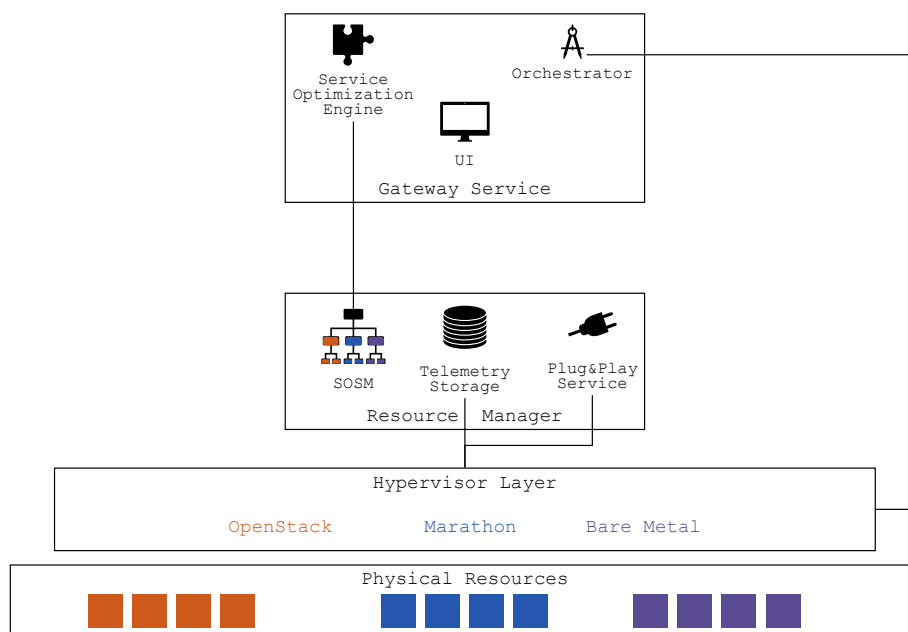 Service
Optimization
Engine
Orchestrator
UI
Gateway Service
SOSM
Telemetry
Storage
Plug&Play
Service
Resource Manager
Hypervisor Layer
OpenStack
Marathon
Bare Metal
Physical Resources